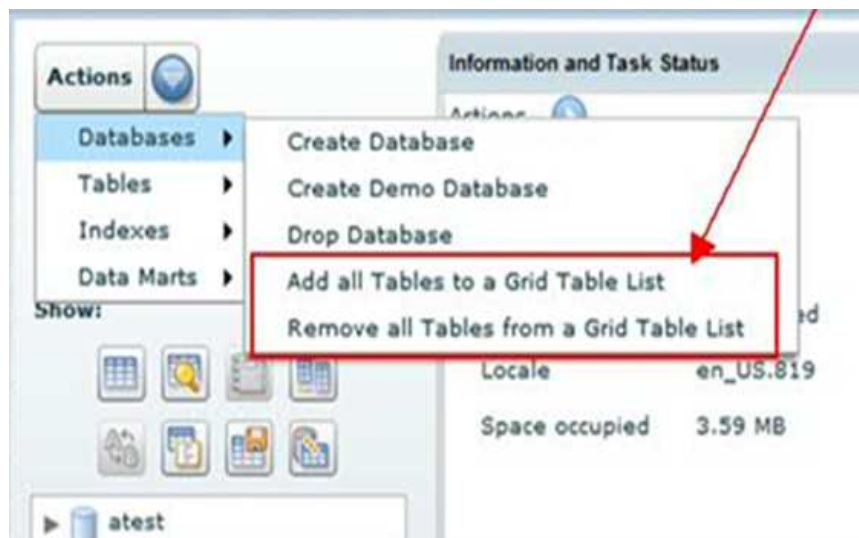 Actions
Information and Task Status
Actions
Databases
Create Database
Tables
Create Demo Database
Indexes
Drop Database
Data Marts
Add all Tables to a Grid Table List
Show:
Remove all Tables from a Grid Table List
Locale en_US.819
Space occupied 3.59 MB
atest